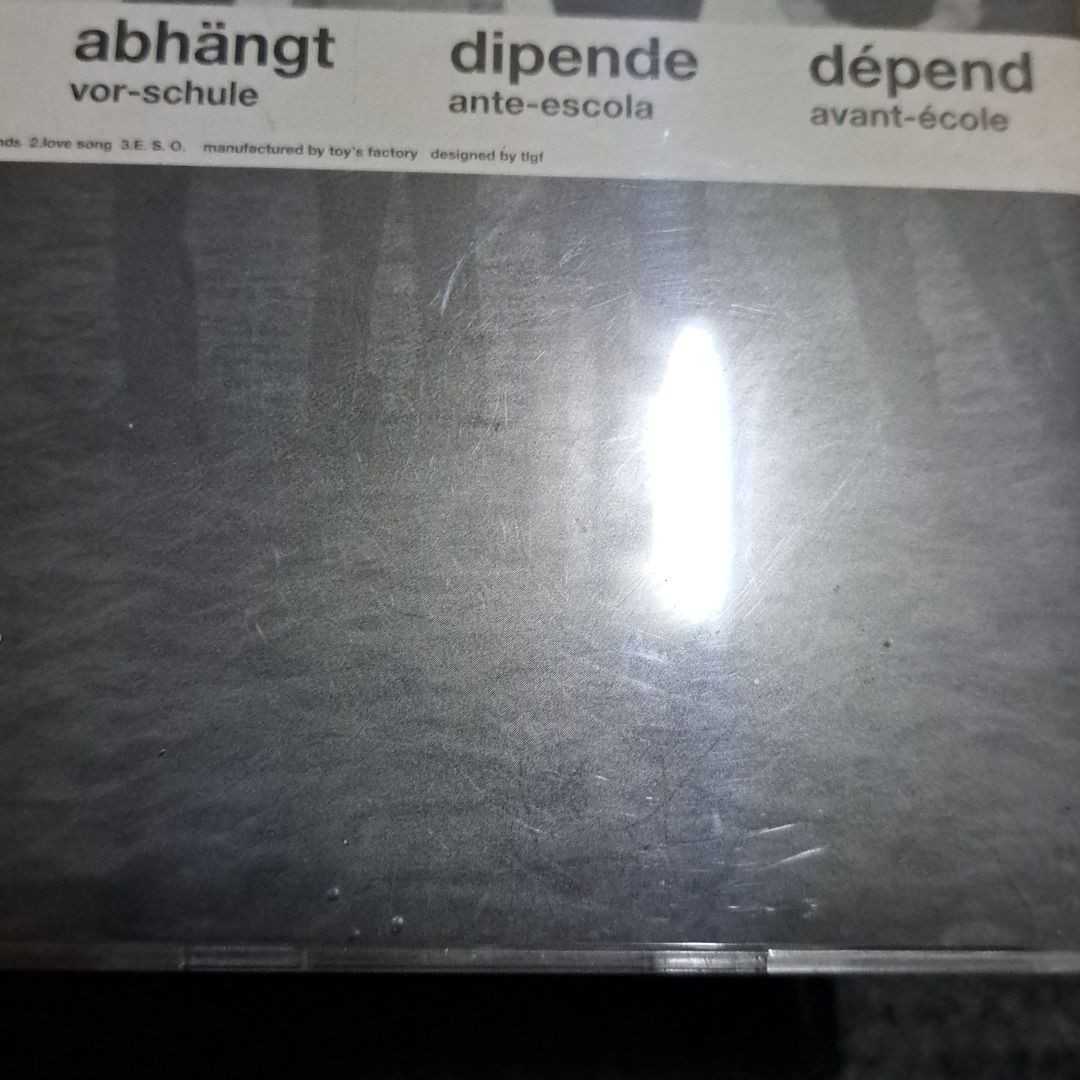 abhängt dipende dépend
vor-schule ante-escola avant-école
nds 2.love song 3.E. S. O. manufactured by toy's factory designed by tlgf